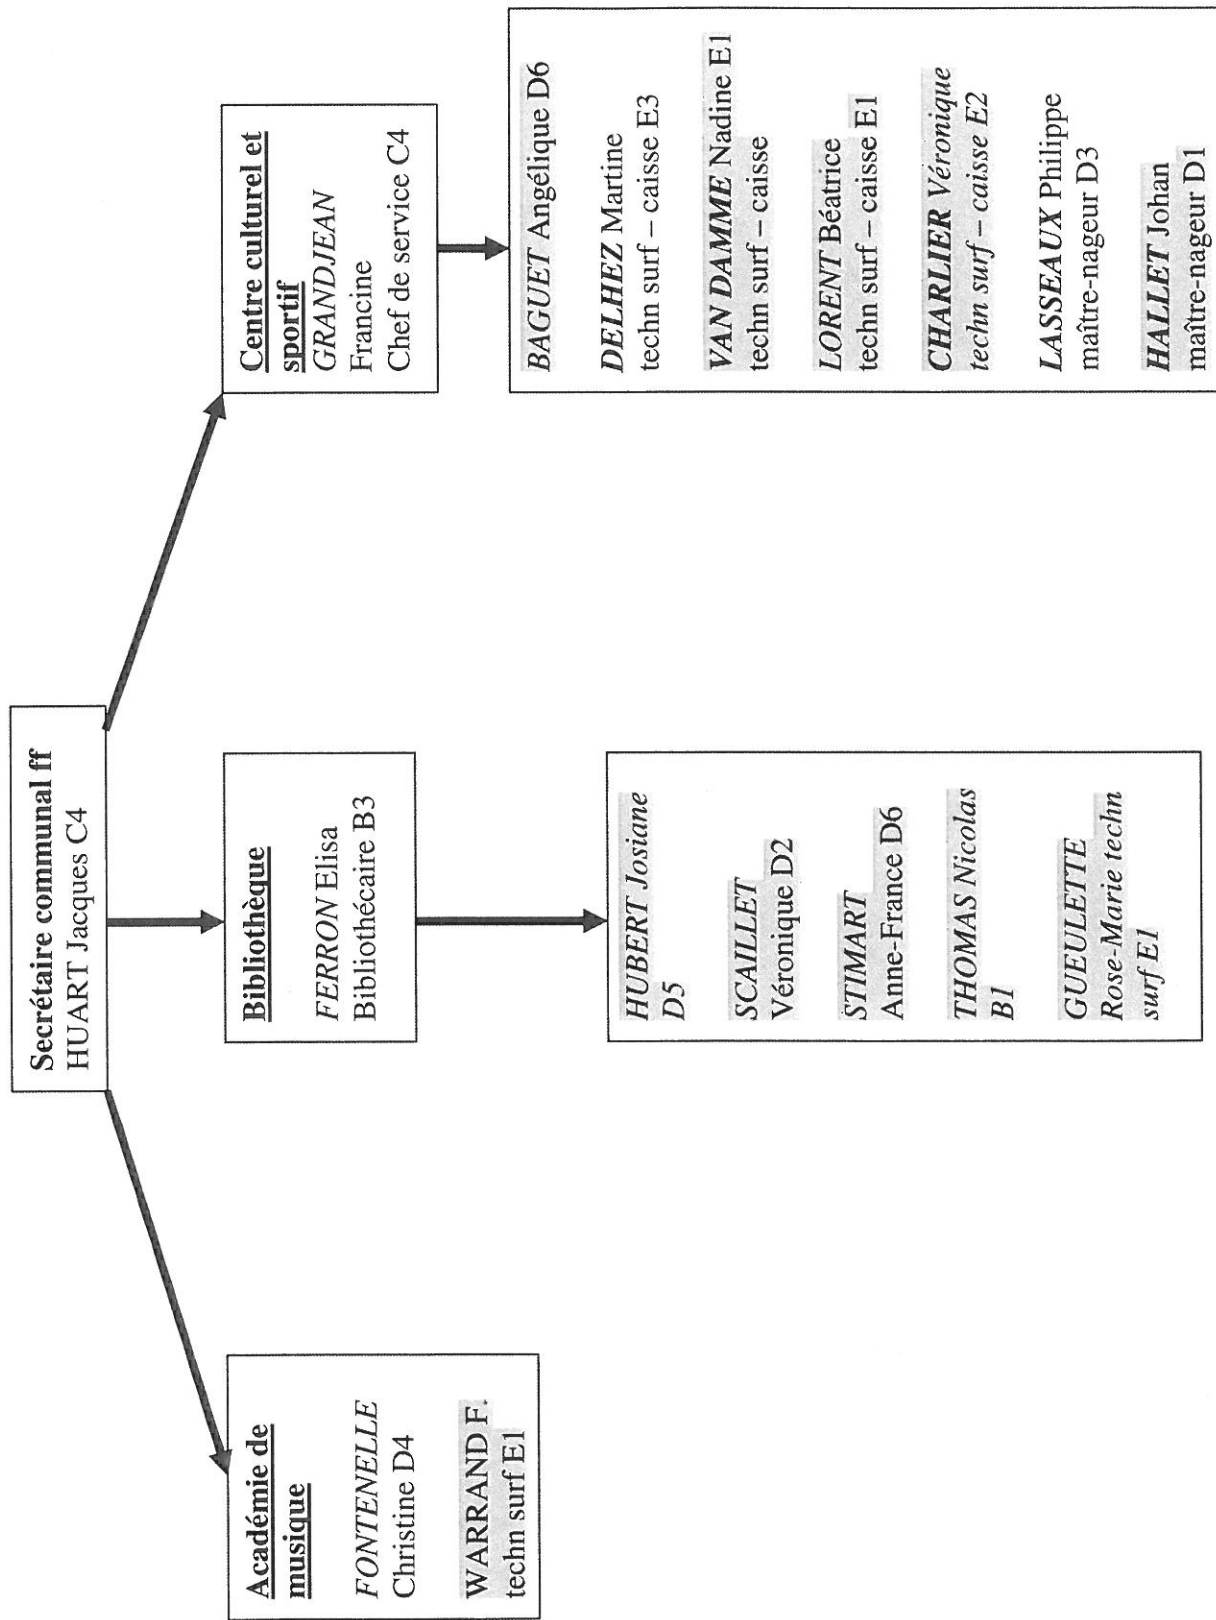 Secrétaire communal ff
HUART Jacques C4
Académie de
musique
FONTENELLE
Christine D4
WARRAND F.
techn surf E1
Bibliothèque
FERRON Elisa
Bibliothécaire B3
HUBERT Josiane
D5
SCAILLET
Véronique D2
STIMART
Anne-France D6
THOMAS Nicolas
B1
GUEULETTE
Rose-Marie techn
surf E1
Centre culturel et
sportif
GRANDJEAN
Francine
Chef de service C4
BAGUET Angélique D6
DELHEZ Martine
techn surf – caisse E3
VAN DAMME Nadine E1
techn surf – caisse
LORENT Béatrice
techn surf – caisse E1
CHARLIER Véronique
techn surf – caisse E2
LASSEAUX Philippe
maître-nageur D3
HALLET Johan
maître-nageur D1